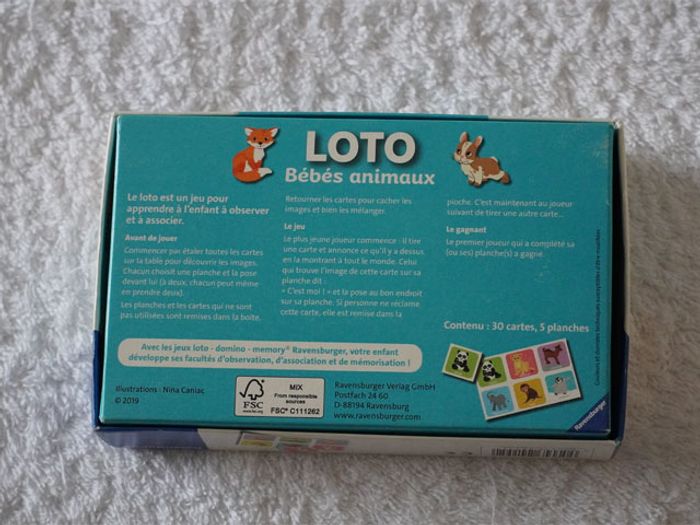 LOTO
Bébés animaux
Le loto est un jeu pour
apprendre à l'enfant à observer
et à associer.
Avant de jouer
Commencer par étaler toutes les cartes
sur la table pour découvrir les images.
Chacun choisit une planche et la pose
devant lui (à deux, chacun peut même
en prendre deux).
Les planches et les cartes qui ne sont
pas utilisées sont remises dans la boîte.
Retourner les cartes pour cacher les
images et bien les mélanger.
Le jeu
Le plus jeune joueur commence : il tire
une carte et annonce ce qu'il y a dessus
en la montrant à tout le monde. Celui
qui trouve l'image de cette carte sur sa
planche dit :
« C'est moi ! » et la pose au bon endroit
sur sa planche. Si personne ne réclame
cette carte, elle est remise dans la
pioche. C'est maintenant au joueur
suivant de tirer une autre carte...
Le gagnant
Le premier joueur qui a complété sa
(ou ses) planche(s) a gagné.
Contenu : 30 cartes, 5 planches
Avec les jeux loto - domino - memory® Ravensburger, votre enfant
développe ses facultés d'observation, d'association et de mémorisation !
Illustrations : Nina Caniac
© 2019
FSC
www.fsc.org
MIX
From responsible
sources
FSC® C111262
Ravensburger Verlag GmbH
Postfach 24 60
D-88194 Ravensburg
www.ravensburger.com
Couleurs et données techniques susceptibles d'être modifiées
Ravensburger